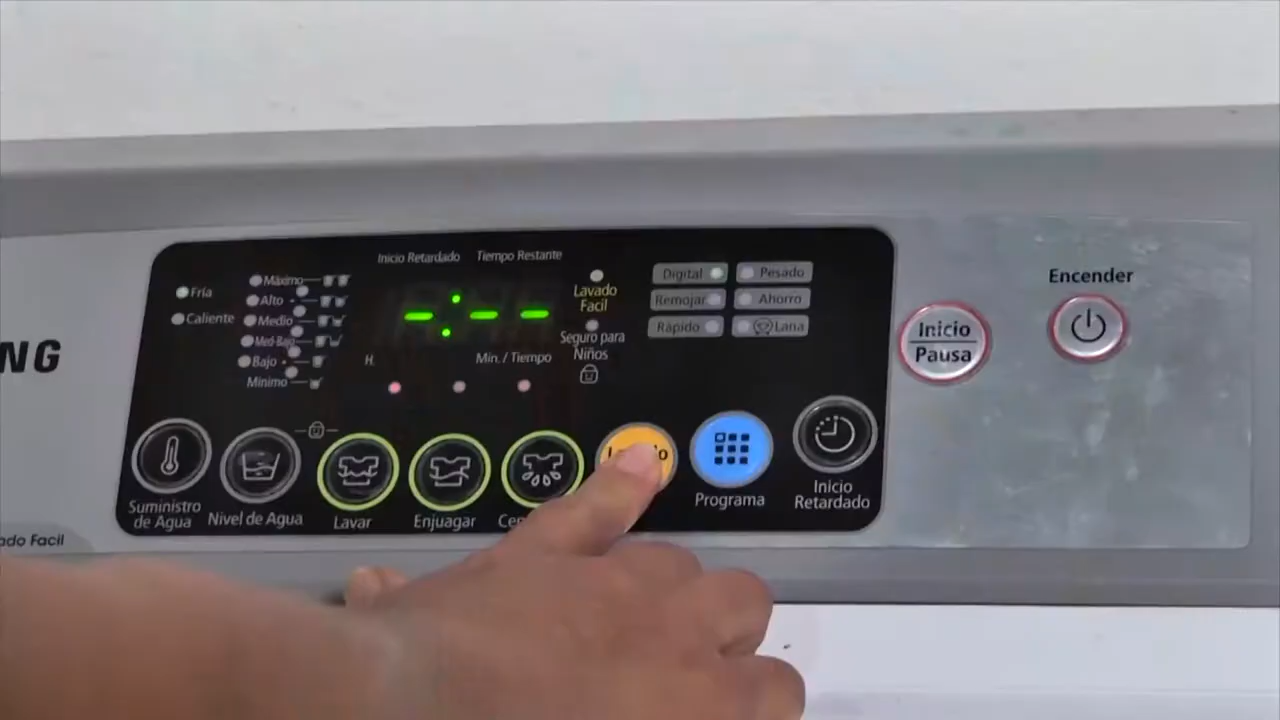 NG
Fría
Caliente
Máximo
Alto
Medio
Med-Bajo
Bajo
Mínimo
Inicio Retardado
Tiempo Restante
H.
Min. / Tiempo
Lavado
Facil
Seguro para
Niños
Digital
Pesado
Remojar
Ahorro
Rápido
Lana
Inicio
Pausa
Encender
Suministro
de Agua
Nivel de Agua
Lavar
Enjuagar
Programa
Inicio
Retardado
ado Facil